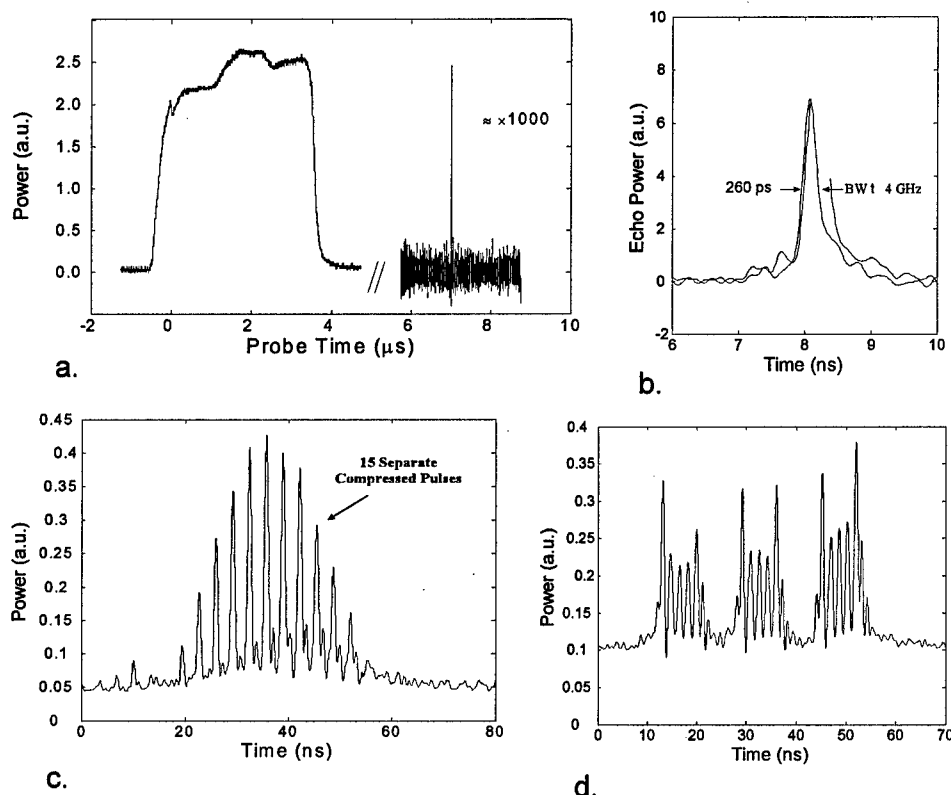 3.0
2.5
2.0
1.5
1.0
0.5
0.0
Power (a.u.)
≈ ×1000
-2 0 2 4 6 8 10
Probe Time (μs)
a.
10
8
6
4
2
0
-2
Echo Power (a.u.)
260 ps
BW t 4 GHz
6 7 8 9 10
Time (ns)
b.
0.45
0.4
0.35
0.3
0.25
0.2
0.15
0.1
0.05
0
Power (a.u.)
15 Separate
Compressed Pulses
0 20 40 60 80
Time (ns)
c.
0.4
0.35
0.3
0.25
0.2
0.15
0.1
0.05
0
Power (a.u.)
0 10 20 30 40 50 60 70
Time (ns)
d.